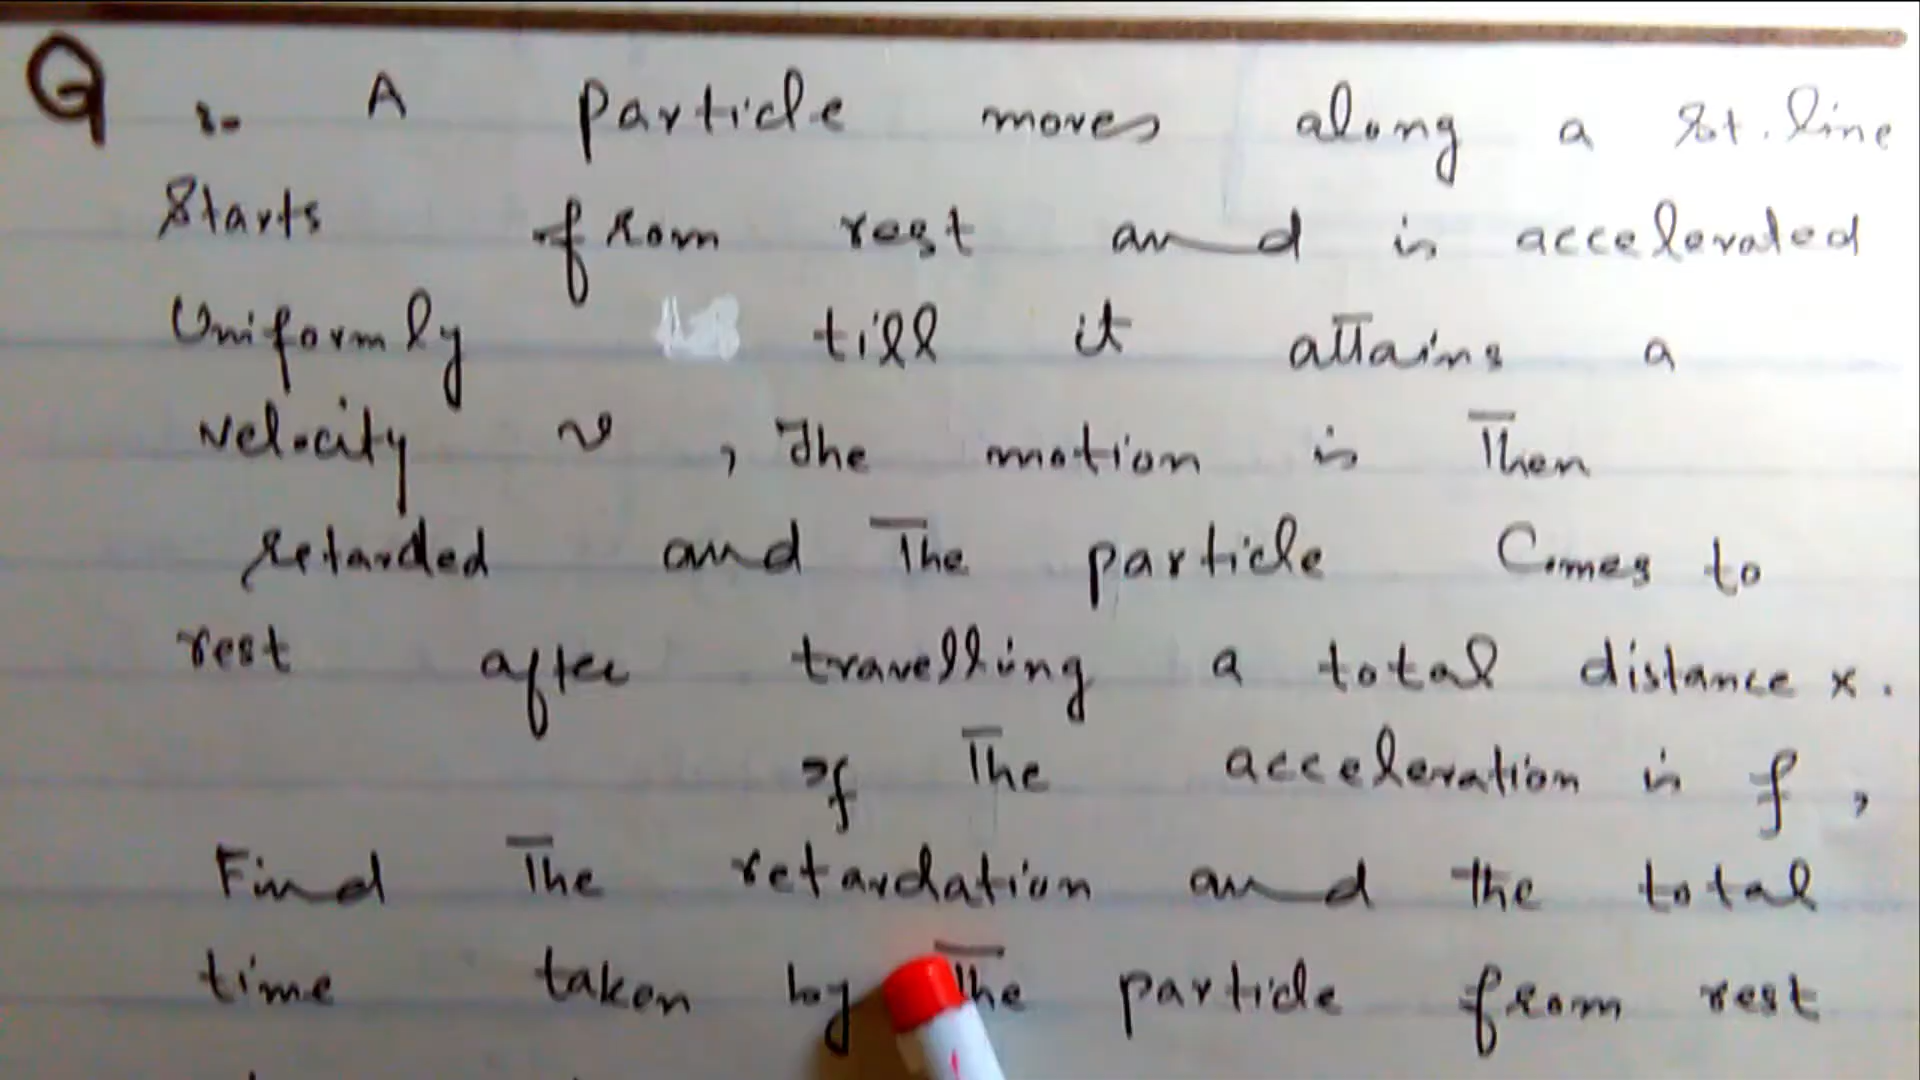 Q :- A particle moves along a St. line
Starts from rest and is accelerated
Uniformly till it attains a
velocity v , The motion is Then
retarded and The particle Comes to
rest after travelling a total distance x.
If The acceleration is f ,
Find The retardation and the total
time taken by The particle from rest